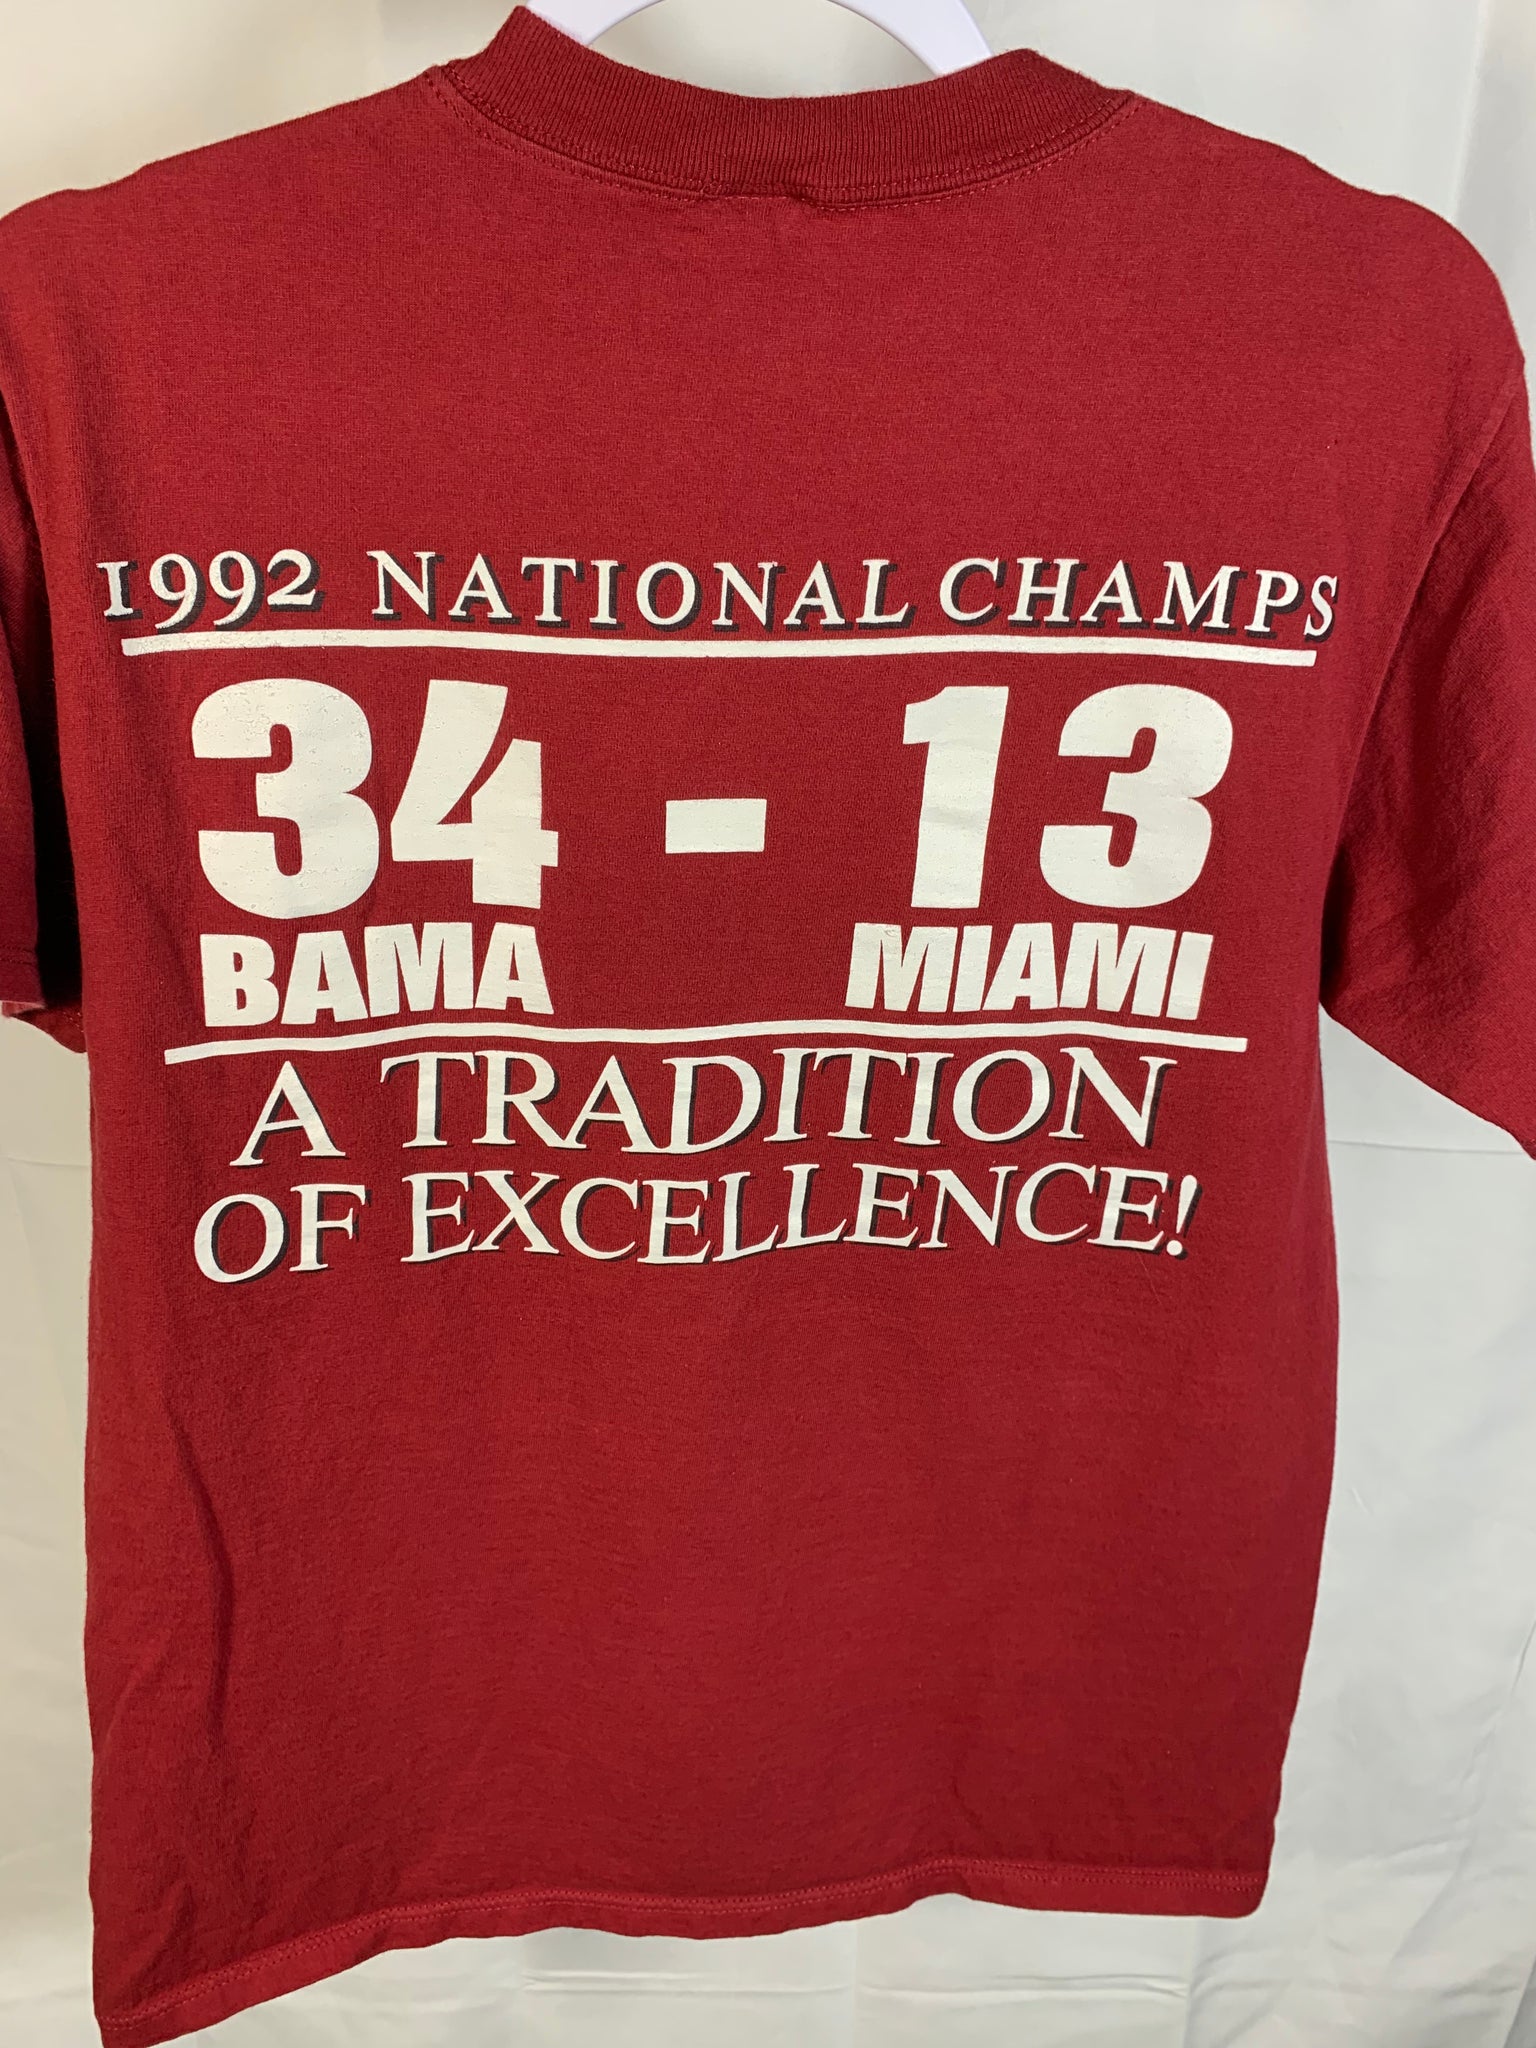 1992 NATIONAL CHAMPS
34 - 13
BAMA MIAMI
A TRADITION
OF EXCELLENCE!